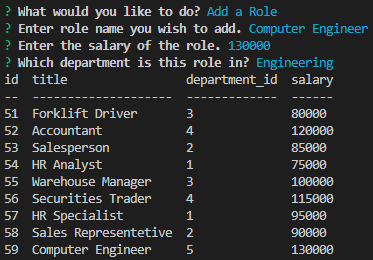 ? What would you like to do? Add a Role
? Enter role name you wish to add. Computer Engineer
? Enter the salary of the role. 130000
? Which department is this role in? Engineering
id  title                 department_id  salary
--  --------------------  -------------  ------
51  Forklift Driver       3              80000
52  Accountant            4              120000
53  Salesperson           2              85000
54  HR Analyst            1              75000
55  Warehouse Manager     3              100000
56  Securities Trader     4              115000
57  HR Specialist         1              95000
58  Sales Representetive  2              90000
59  Computer Engineer     5              130000